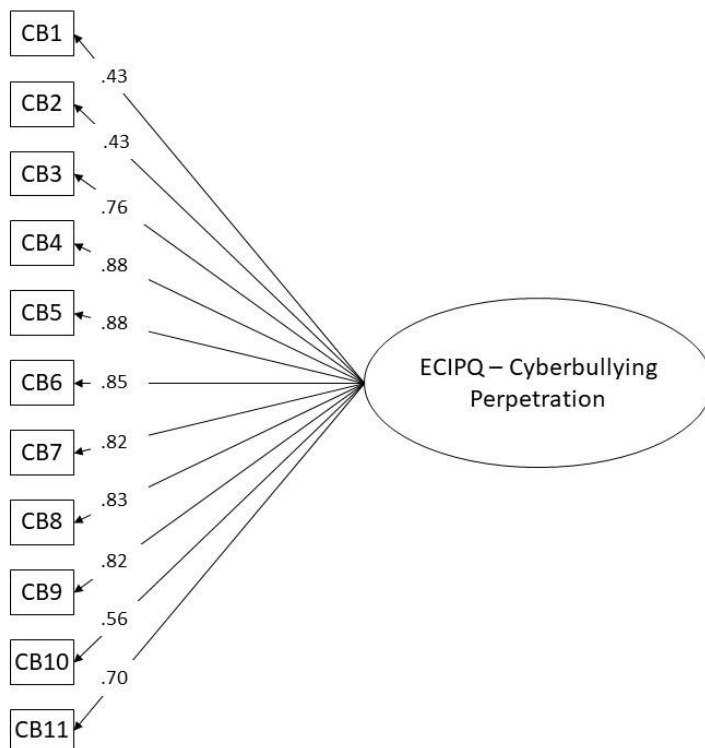 CB1
.43
CB2
.43
CB3
.76
CB4
.88
CB5
.88
CB6
.85
CB7
.82
CB8
.83
CB9
.82
CB10
.56
CB11
.70
ECIPQ – Cyberbullying
Perpetration